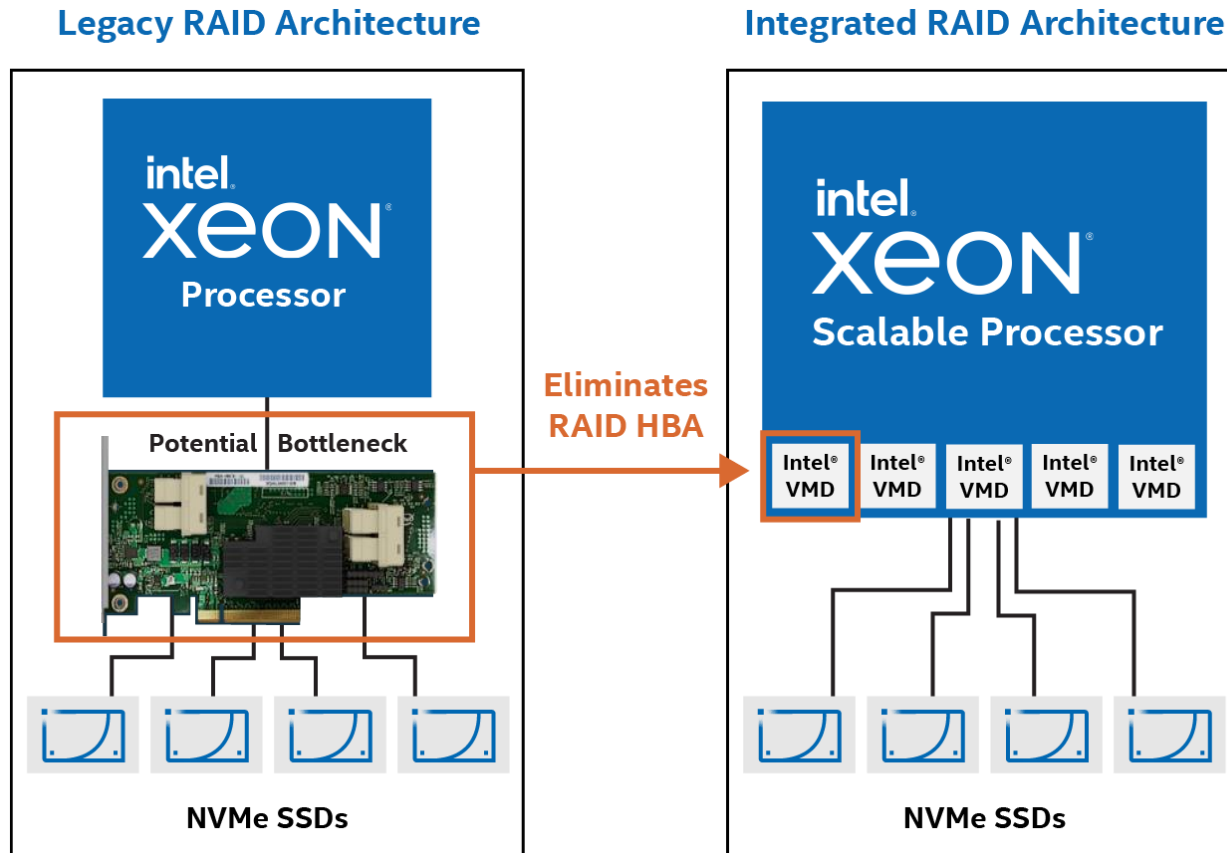 Legacy RAID Architecture
intel®
xeon®
Processor
Potential Bottleneck
NVMe SSDs
Eliminates
RAID HBA
Integrated RAID Architecture
intel®
xeon®
Scalable Processor
Intel®
VMD
Intel®
VMD
Intel®
VMD
Intel®
VMD
Intel®
VMD
NVMe SSDs